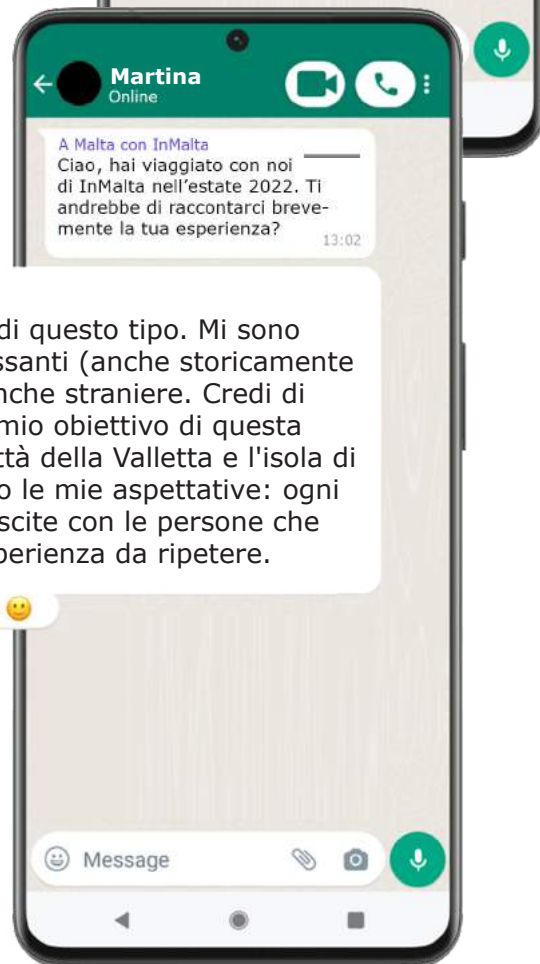 Martina
Online
A Malta con InMalta
Ciao, hai viaggiato con noi
di InMalta nell'estate 2022. Ti
andrebbe di raccontarci breve-
mente la tua esperienza?
13:02
di questo tipo. Mi sono
ssanti (anche storicamente
nche straniere. Credi di
mio obiettivo di questa
ttà della Valletta e l'isola di
o le mie aspettative: ogni
scite con le persone che
perienza da ripetere.
Message